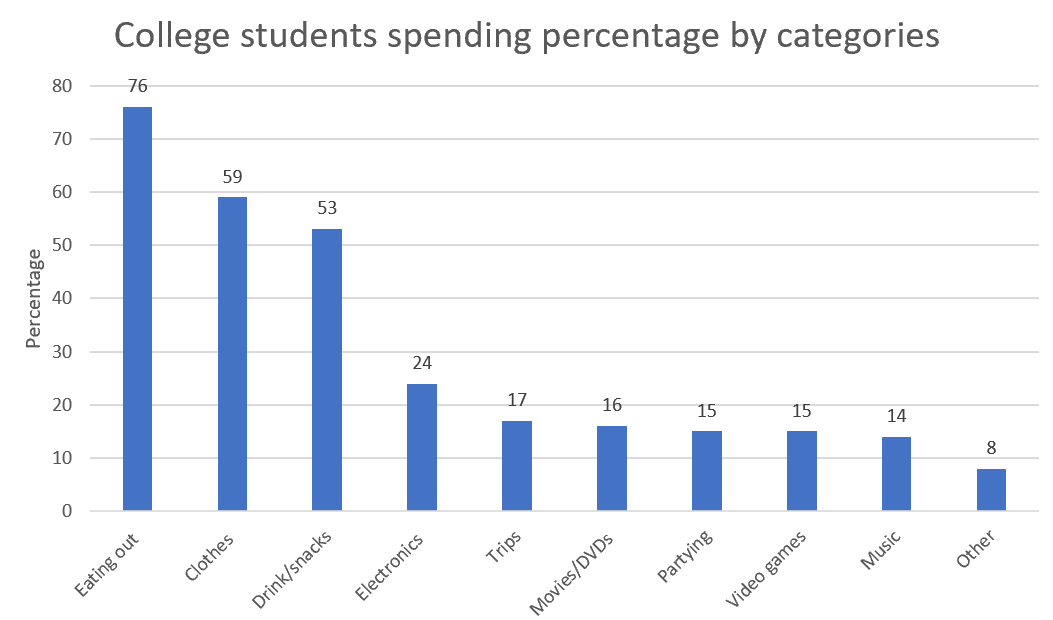 College students spending percentage by categories
Percentage
80
70
60
50
40
30
20
10
0
76
59
53
24
17
16
15
15
14
8
Eating out
Clothes
Drink/snacks
Electronics
Trips
Movies/DVDs
Partying
Video games
Music
Other